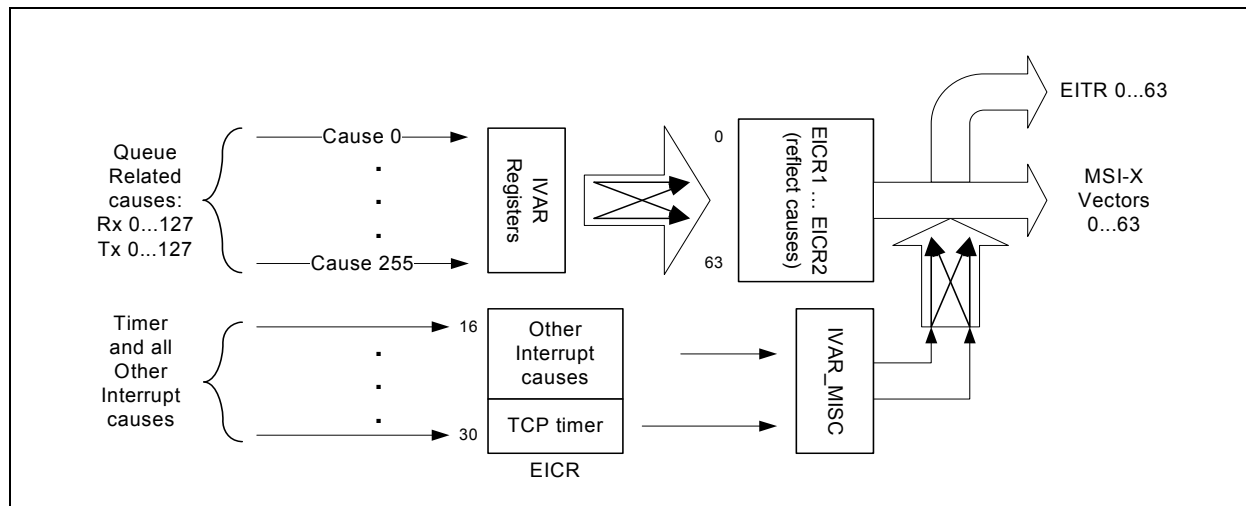 Queue
Related
causes:
Rx 0...127
Tx 0...127
Cause 0
.
.
.
Cause 255
IVAR
Registers
0
63
EICR1 ... EICR2
(reflect causes)
EITR 0...63
MSI-X
Vectors
0...63
Timer
and all
Other
Interrupt
causes
.
.
.
16
30
Other
Interrupt
causes
TCP timer
EICR
IVAR_MISC